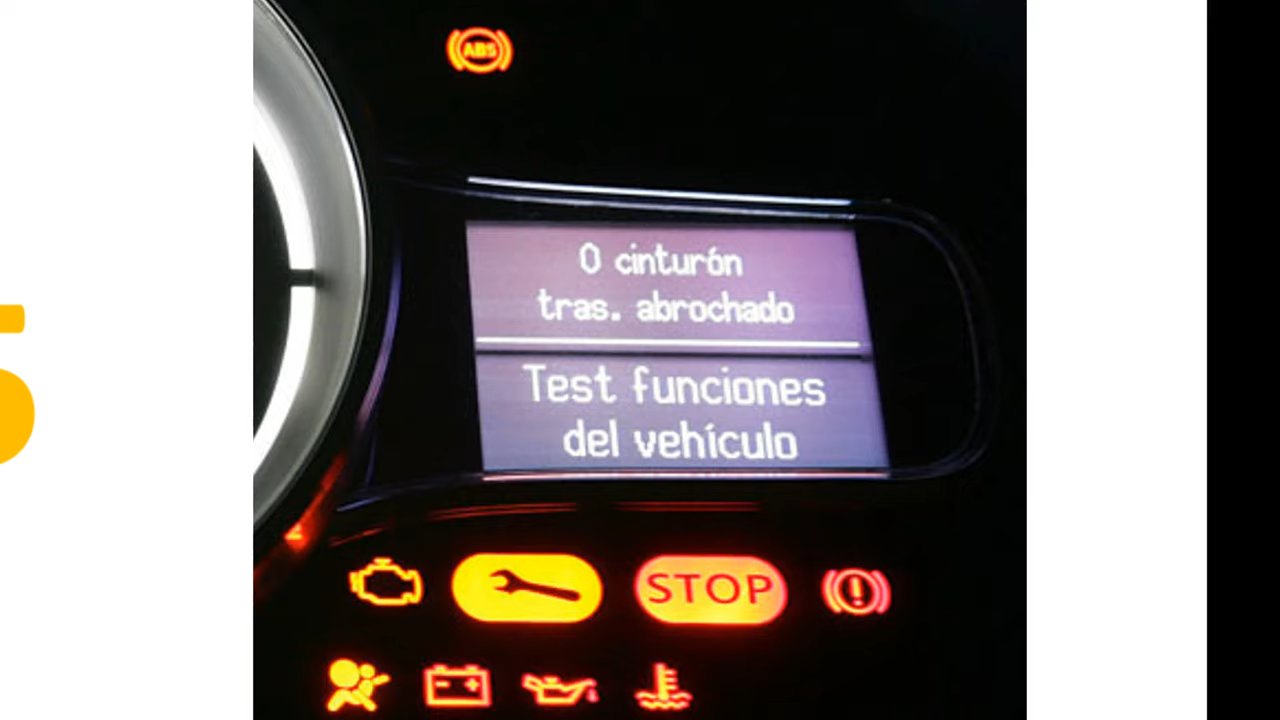 ABS
0 cinturón
tras. abrochado
Test funciones
del vehículo
STOP